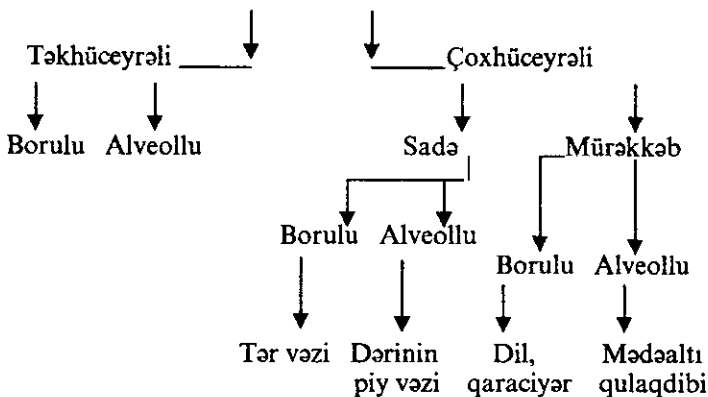 Təkhüceyrəli Çoxhüceyrəli
Borulu Alveollu Sadə Mürəkkəb
Borulu Alveollu
Borulu Alveollu
Tər vəzi Dərinin Dil, Mədəaltı
piy vəzi qaraciyər qulaqdibi